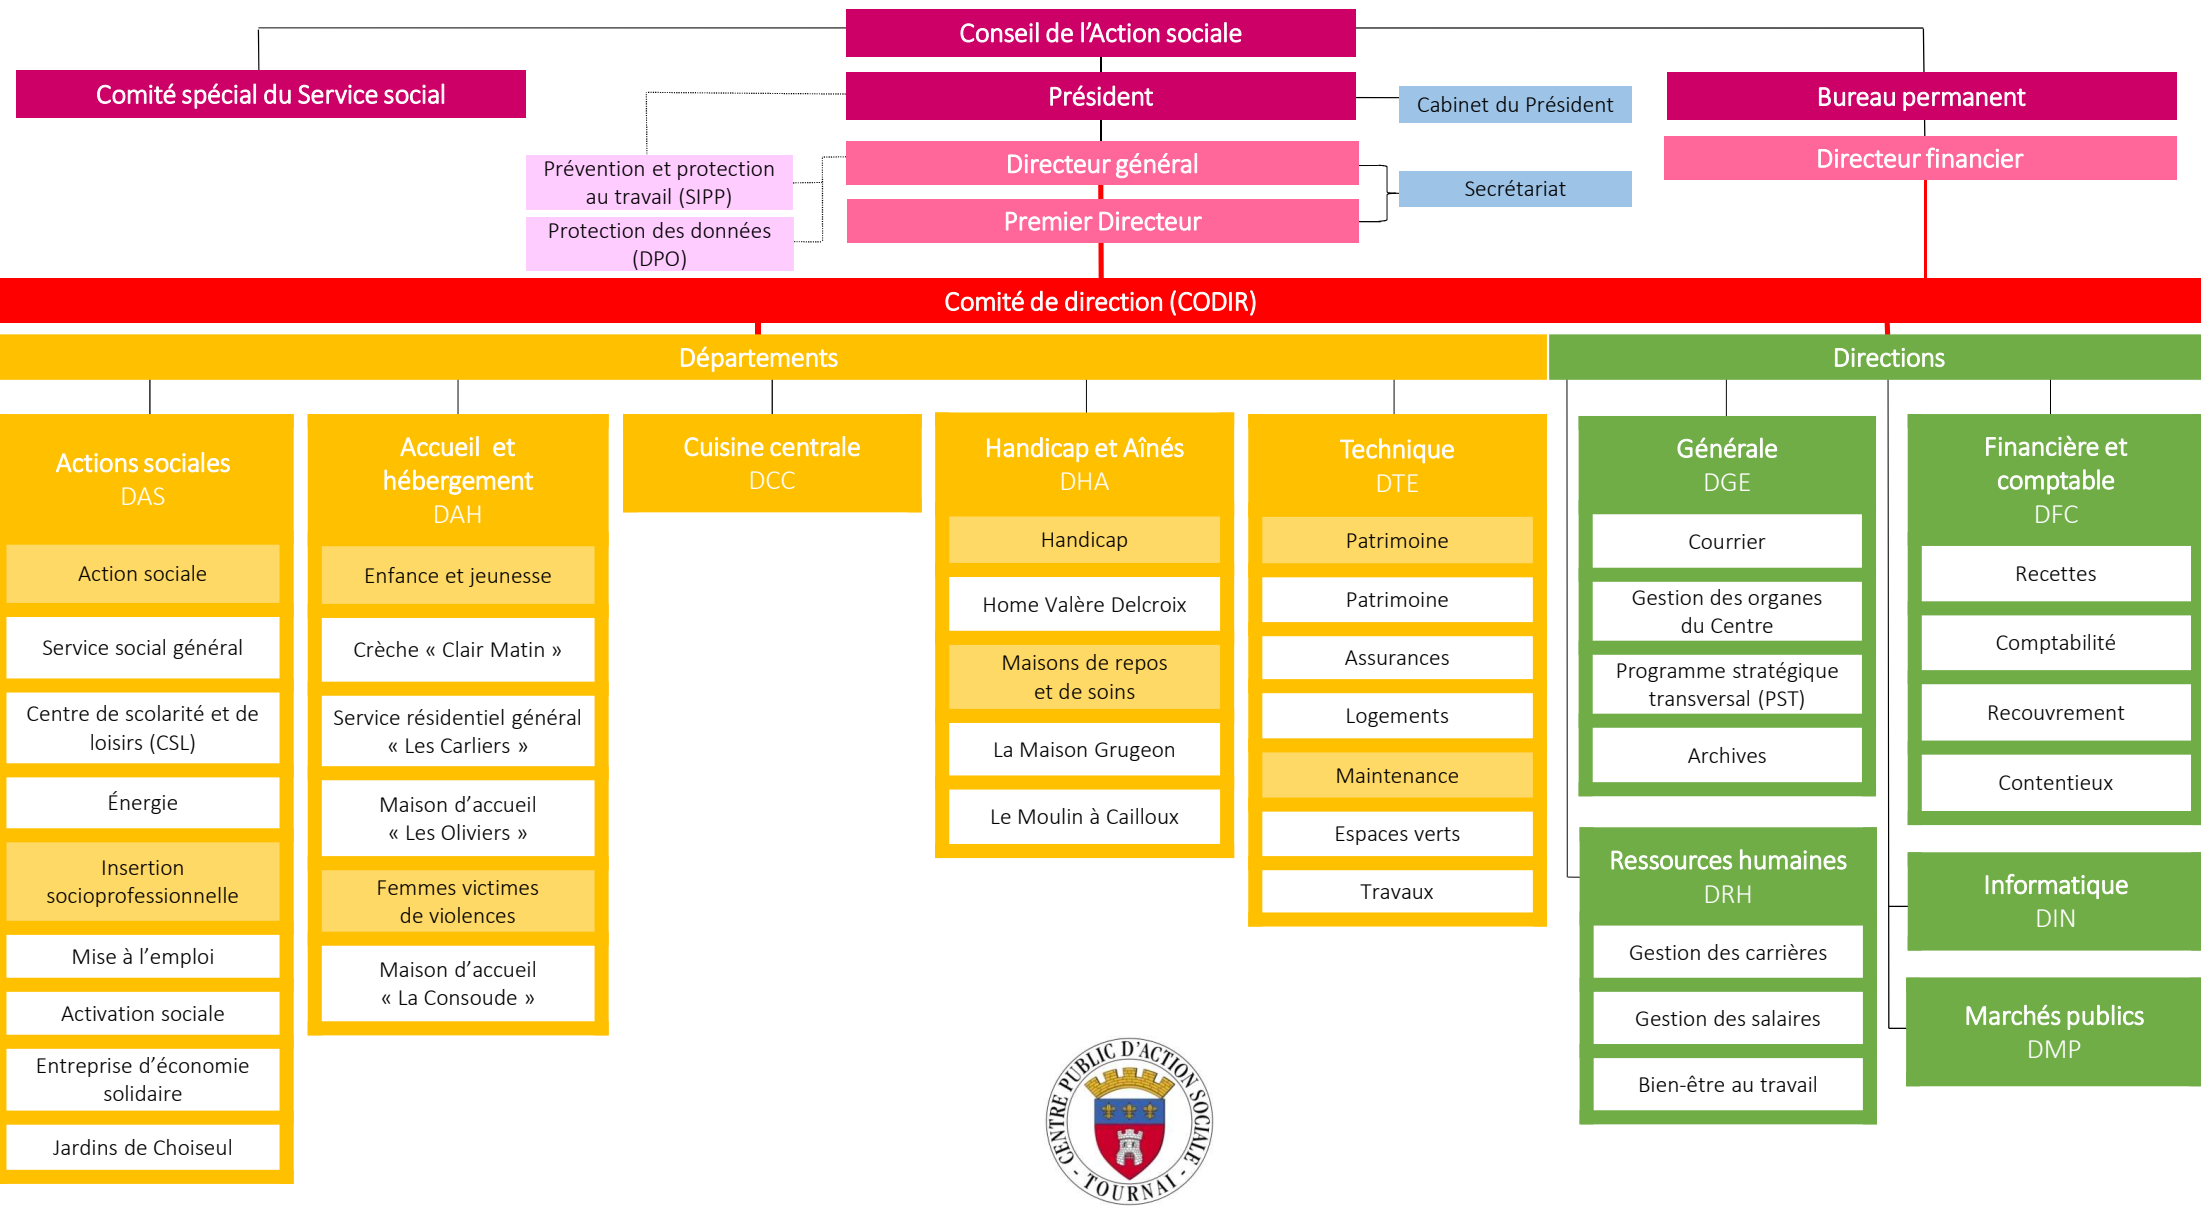 Conseil de l'Action sociale
Comité spécial du Service social
Président
Cabinet du Président
Bureau permanent
Prévention et protection
au travail (SIPP)
Protection des données
(DPO)
Directeur général
Premier Directeur
Secrétariat
Directeur financier
Comité de direction (CODIR)
Départements
Directions
Actions sociales
DAS
Action sociale
Service social général
Centre de scolarité et de
loisirs (CSL)
Énergie
Insertion
socioprofessionnelle
Mise à l'emploi
Activation sociale
Entreprise d'économie
solidaire
Jardins de Choiseul
Accueil et
hébergement
DAH
Enfance et jeunesse
Crèche « Clair Matin »
Service résidentiel général
« Les Carliers »
Maison d'accueil
« Les Oliviers »
Femmes victimes
de violences
Maison d'accueil
« La Consoude »
Cuisine centrale
DCC
Handicap et Aînés
DHA
Handicap
Home Valère Delcroix
Maisons de repos
et de soins
La Maison Grugeon
Le Moulin à Cailloux
Technique
DTE
Patrimoine
Patrimoine
Assurances
Logements
Maintenance
Espaces verts
Travaux
Générale
DGE
Courrier
Gestion des organes
du Centre
Programme stratégique
transversal (PST)
Archives
Ressources humaines
DRH
Gestion des carrières
Gestion des salaires
Bien-être au travail
Financière et
comptable
DFC
Recettes
Comptabilité
Recouvrement
Contentieux
Informatique
DIN
Marchés publics
DMP
CENTRE PUBLIC D'ACTION SOCIALE
- TOURNAI -